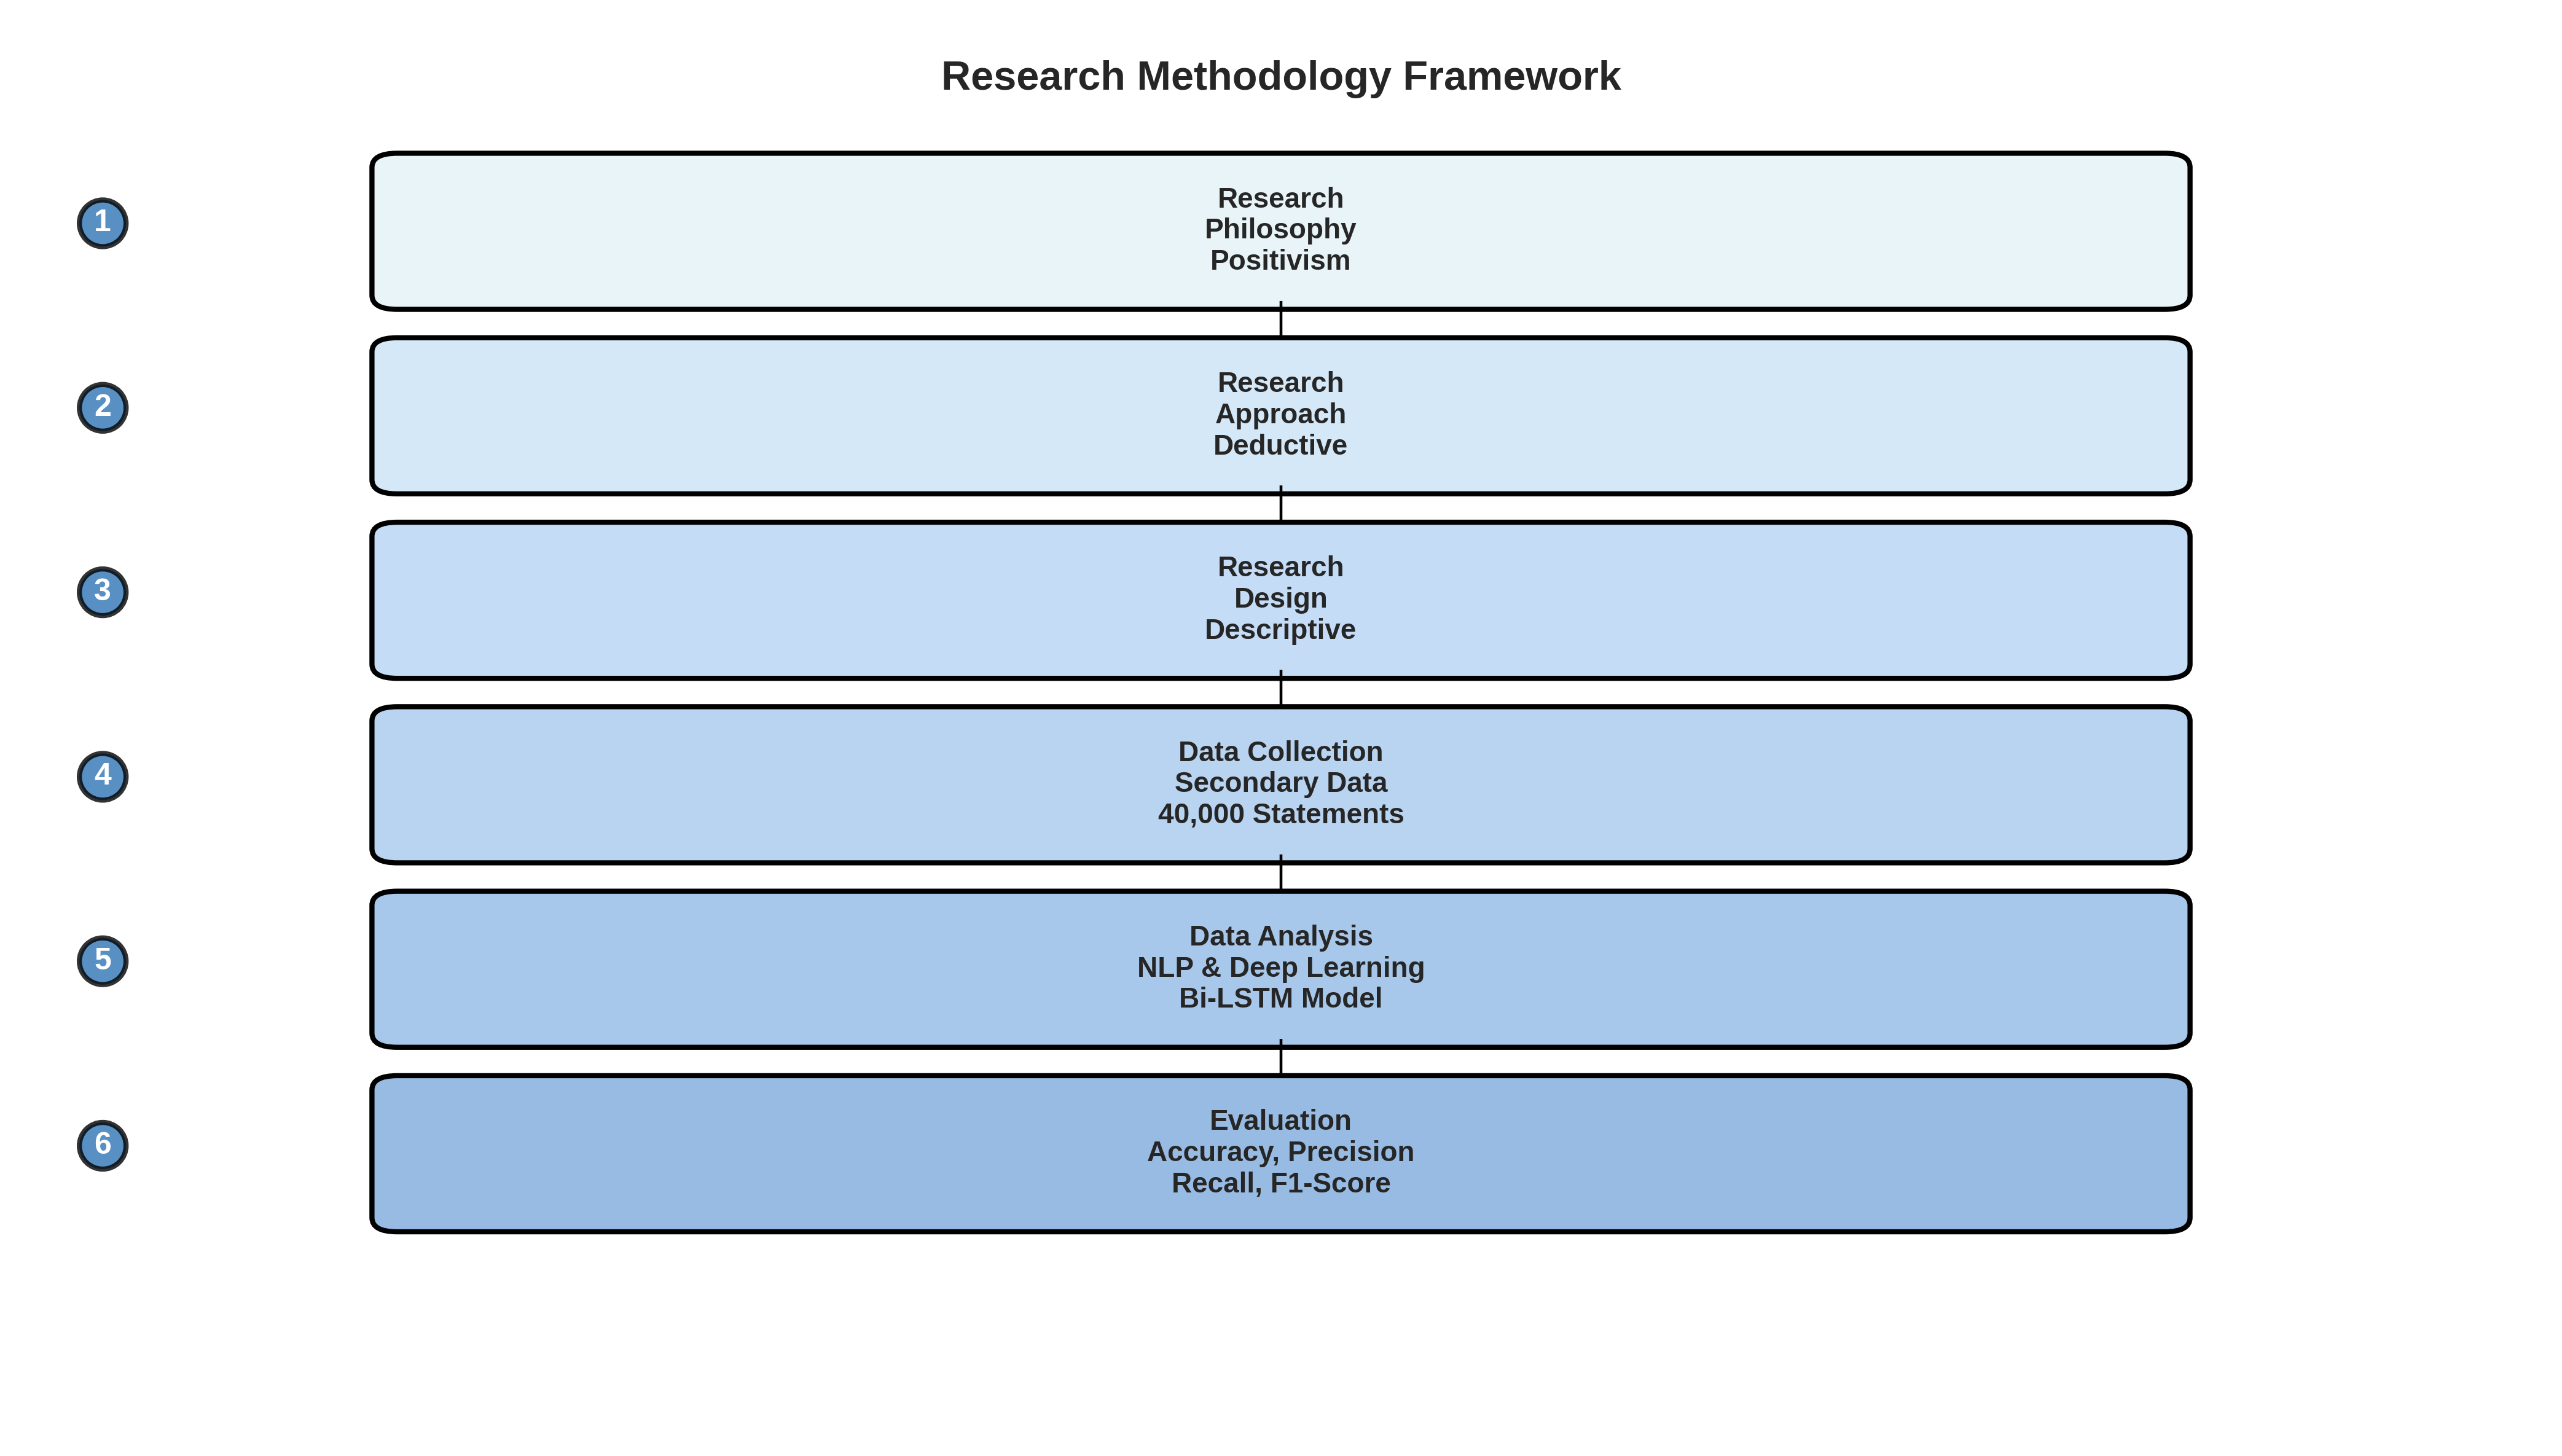 Research Methodology Framework
1
Research
Philosophy
Positivism
2
Research
Approach
Deductive
3
Research
Design
Descriptive
4
Data Collection
Secondary Data
40,000 Statements
5
Data Analysis
NLP & Deep Learning
Bi-LSTM Model
6
Evaluation
Accuracy, Precision
Recall, F1-Score